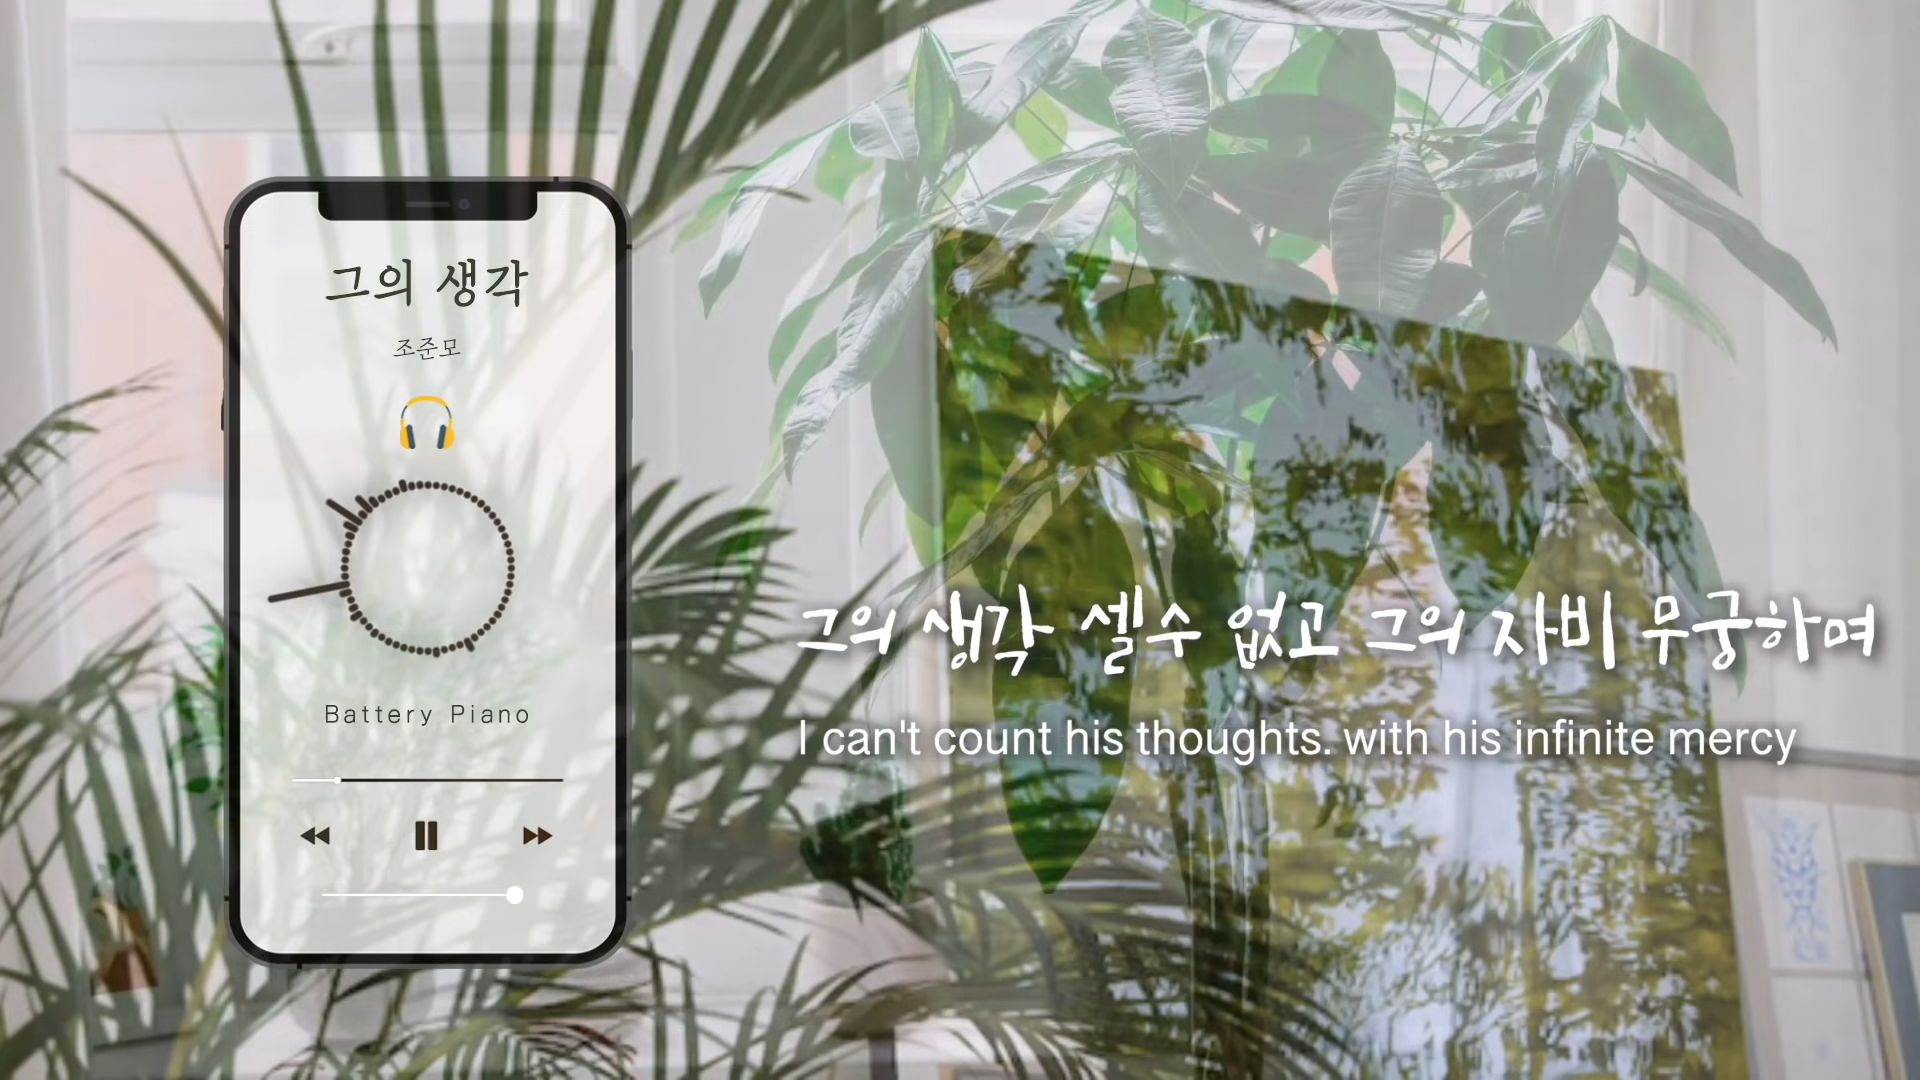 그의 생각
조준모
Battery Piano
그의 생각 셀수 없고 그의 자비 무궁하며
I can't count his thoughts. with his infinite mercy